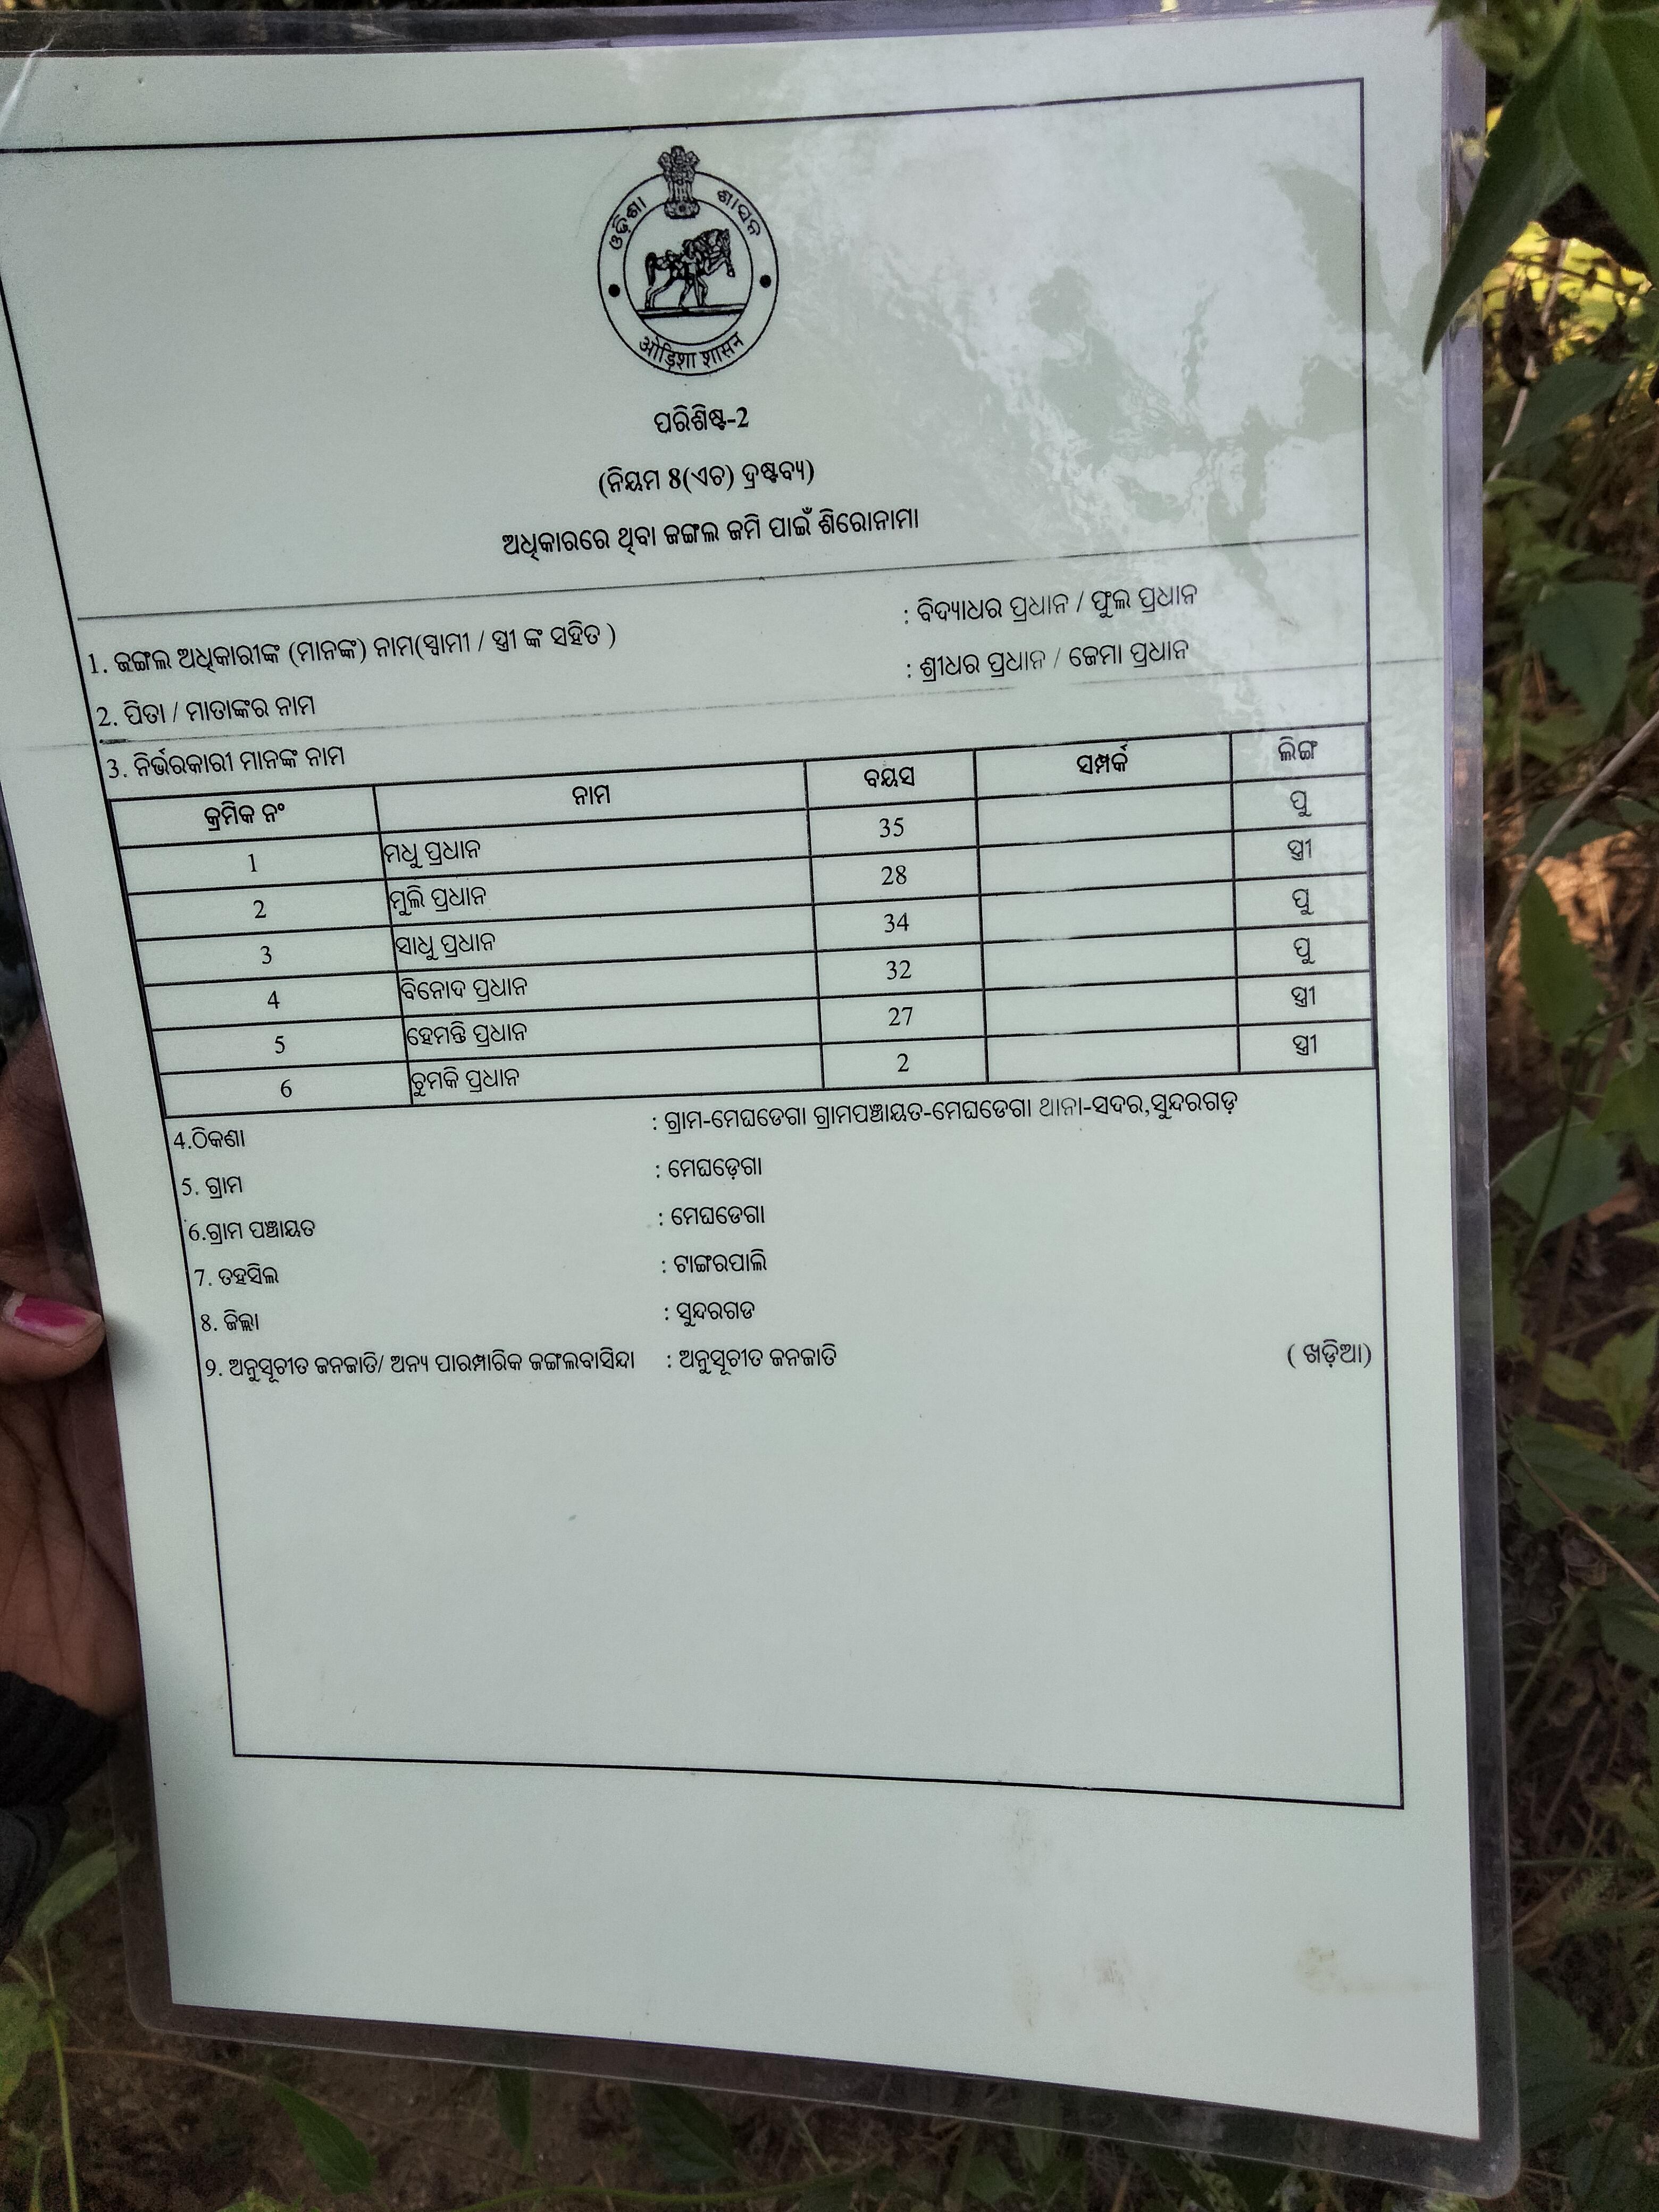 ଓଡ଼ିଶା ଶାସନ
ओड़िशा शासन
ପରିଶିଷ୍ଟ-2
(ନିୟମ 8(ଏଚ) ଦ୍ରଷ୍ଟବ୍ୟ)
ଅଧିକାରରେ ଥିବା ଜଙ୍ଗଲ ଜମି ପାଇଁ ଶିରୋନାମା
1. ଜଙ୍ଗଲ ଅଧିକାରୀଙ୍କ (ମାନଙ୍କ) ନାମ(ସ୍ୱାମୀ / ସ୍ତ୍ରୀ ଙ୍କ ସହିତ ) : ବିଦ୍ୟାଧର ପ୍ରଧାନ / ଫୁଲ ପ୍ରଧାନ
2. ପିତା / ମାତାଙ୍କର ନାମ : ଶ୍ରୀଧର ପ୍ରଧାନ / ଜେମା ପ୍ରଧାନ
3. ନିର୍ଭରକାରୀ ମାନଙ୍କ ନାମ
କ୍ରମିକ ନଂ ନାମ ବୟସ ସମ୍ପର୍କ ଲିଙ୍ଗ
1 ମଧୁ ପ୍ରଧାନ 35 ପୁ
2 ମୁଲି ପ୍ରଧାନ 28 ସ୍ତ୍ରୀ
3 ସାଧୁ ପ୍ରଧାନ 34 ପୁ
4 ବିନୋଦ ପ୍ରଧାନ 32 ପୁ
5 ହେମନ୍ତି ପ୍ରଧାନ 27 ସ୍ତ୍ରୀ
6 ଚୁମକି ପ୍ରଧାନ 2 ସ୍ତ୍ରୀ
4.ଠିକଣା : ଗ୍ରାମ-ମେଘଡେଗା ଗ୍ରାମପଞ୍ଚାୟତ-ମେଘଡେଗା ଥାନା-ସଦର,ସୁନ୍ଦରଗଡ଼
5. ଗ୍ରାମ : ମେଘଡ଼େଗା
6.ଗ୍ରାମ ପଞ୍ଚାୟତ : ମେଘଡେଗା
7. ତହସିଲ : ଟାଙ୍ଗରପାଲି
8. ଜିଲ୍ଲା : ସୁନ୍ଦରଗଡ
9. ଅନୁସୂଚୀତ ଜନଜାତି/ ଅନ୍ୟ ପାରମ୍ପାରିକ ଜଙ୍ଗଲବାସିନ୍ଦା : ଅନୁସୂଚୀତ ଜନଜାତି ( ଖଡ଼ିଆ)